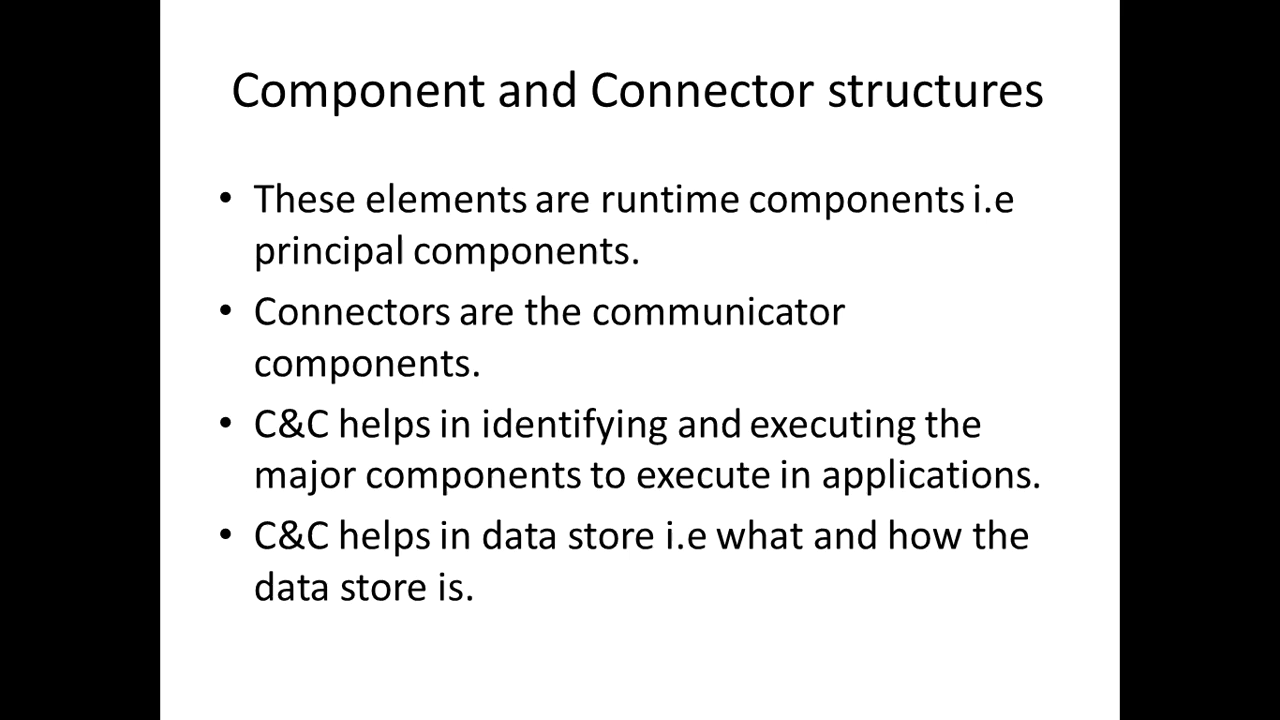 Component and Connector structures
• These elements are runtime components i.e
principal components.
• Connectors are the communicator
components.
• C&C helps in identifying and executing the
major components to execute in applications.
• C&C helps in data store i.e what and how the
data store is.